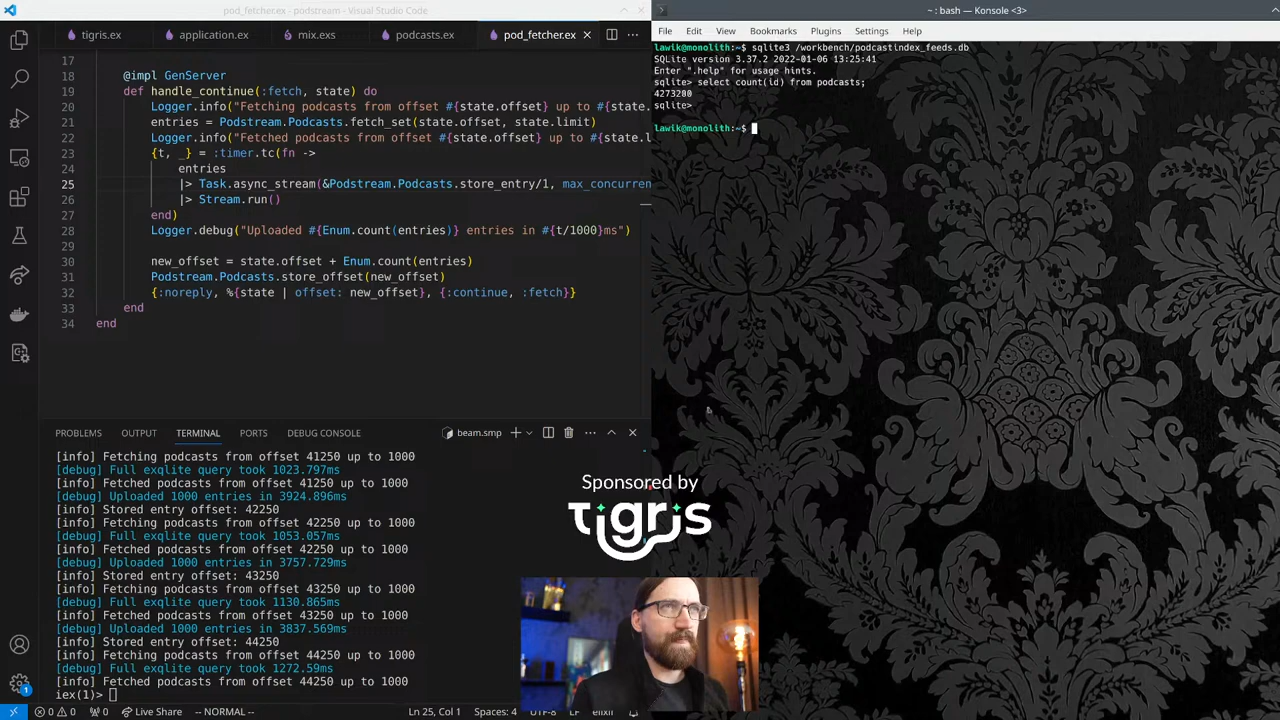 pod_fetcher.ex - podstream - Visual Studio Code
tigris.ex
application.ex
mix.exs
podcasts.ex
pod_fetcher.ex
17
18 @impl GenServer
19 def handle_continue(:fetch, state) do
20 Logger.info("Fetching podcasts from offset #{state.offset} up to #{state.
21 entries = Podstream.Podcasts.fetch_set(state.offset, state.limit)
22 Logger.info("Fetched podcasts from offset #{state.offset} up to #{state.l
23 {t, _} = :timer.tc(fn ->
24 entries
25 |> Task.async_stream(&Podstream.Podcasts.store_entry/1, max_concurren
26 |> Stream.run()
27 end)
28 Logger.debug("Uploaded #{Enum.count(entries)} entries in #{t/1000}ms")
29
30 new_offset = state.offset + Enum.count(entries)
31 Podstream.Podcasts.store_offset(new_offset)
32 {:noreply, %{state | offset: new_offset}, {:continue, :fetch}}
33 end
34 end
PROBLEMS OUTPUT TERMINAL PORTS DEBUG CONSOLE
beam.smp
[info] Fetching podcasts from offset 41250 up to 1000
[debug] Full exqlite query took 1023.797ms
[info] Fetched podcasts from offset 41250 up to 1000
[debug] Uploaded 1000 entries in 3924.896ms
[info] Stored entry offset: 42250
[info] Fetching podcasts from offset 42250 up to 1000
[debug] Full exqlite query took 1053.057ms
[info] Fetched podcasts from offset 42250 up to 1000
[debug] Uploaded 1000 entries in 3757.729ms
[info] Stored entry offset: 43250
[info] Fetching podcasts from offset 43250 up to 1000
[debug] Full exqlite query took 1130.865ms
[info] Fetched podcasts from offset 43250 up to 1000
[debug] Uploaded 1000 entries in 3837.569ms
[info] Stored entry offset: 44250
[info] Fetching podcasts from offset 44250 up to 1000
[debug] Full exqlite query took 1272.59ms
[info] Fetched podcasts from offset 44250 up to 1000
iex(1)>
0 0 0 Live Share -- NORMAL -- Ln 25, Col 1 Spaces: 4 UTF-8 LF elixir
1
~ : bash — Konsole <3>
File Edit View Bookmarks Plugins Settings Help
lawik@monolith:~$ sqlite3 /workbench/podcastindex_feeds.db
SQLite version 3.37.2 2022-01-06 13:25:41
Enter ".help" for usage hints.
sqlite> select count(id) from podcasts;
4273200
sqlite>
lawik@monolith:~$
Sponsored by
tigris